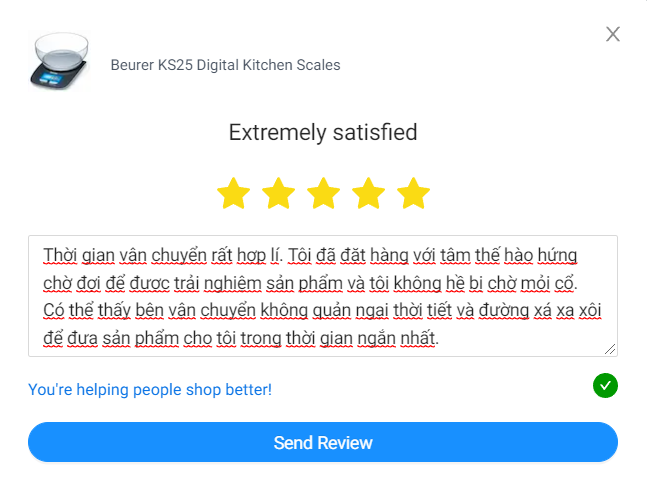 Beurer KS25 Digital Kitchen Scales
Extremely satisfied
Thời gian vận chuyển rất hợp lí. Tôi đã đặt hàng với tâm thế hào hứng
chờ đợi để được trải nghiệm sản phẩm và tôi không hề bị chờ mỏi cổ.
Có thể thấy bên vận chuyển không quản ngại thời tiết và đường xá xa xôi
để đưa sản phẩm cho tôi trong thời gian ngắn nhất.
You're helping people shop better!
Send Review